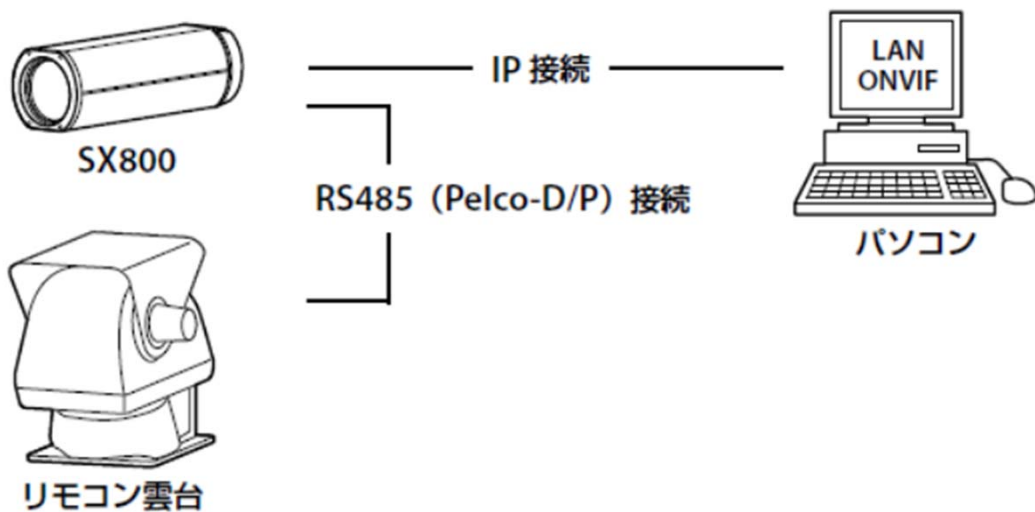 IP 接続
LAN
ONVIF
SX800
RS485（Pelco-D/P）接続
パソコン
リモコン雲台